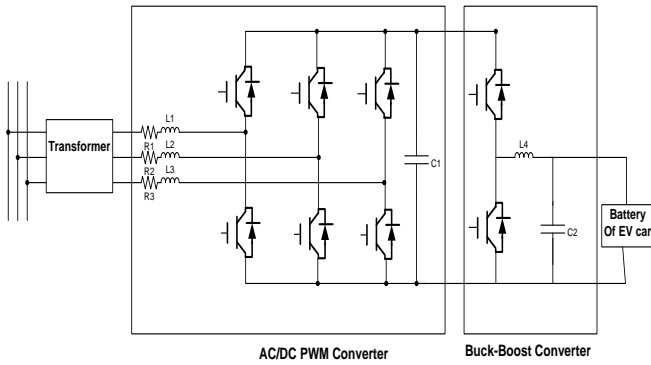 Transformer
L1
R1
L2
R2
L3
R3
C1
L4
C2
Battery
Of EV car
AC/DC PWM Converter
Buck-Boost Converter